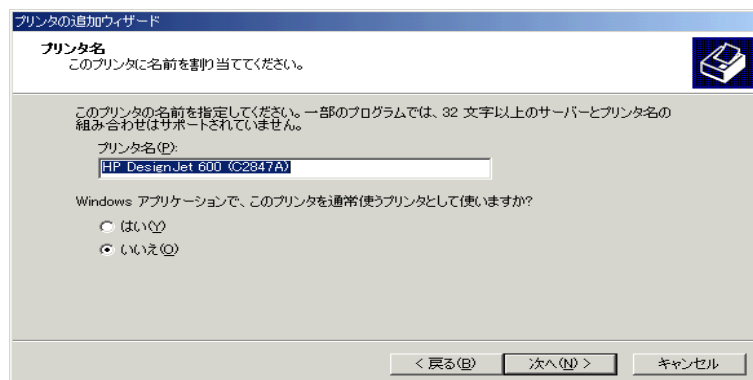 プリンタの追加ウィザード
プリンタ名
このプリンタに名前を割り当ててください。
このプリンタの名前を指定してください。一部のプログラムでは、32 文字以上のサーバーとプリンタ名の
組み合わせはサポートされていません。
プリンタ名(P):
HP DesignJet 600 (C2847A)
Windows アプリケーションで、このプリンタを通常使うプリンタとして使いますか?
はい(Y)
いいえ(O)
< 戻る(B) 次へ(N) > キャンセル